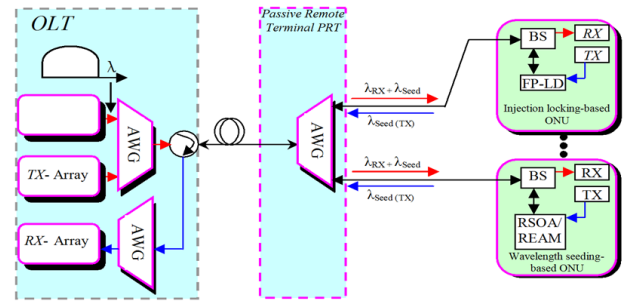 OLT
λ
AWG
TX- Array
RX- Array
AWG
Passive Remote
Terminal PRT
AWG
λRX + λSeed
λSeed (TX)
λRX + λSeed
λSeed (TX)
BS
RX
TX
FP-LD
Injection locking-based
ONU
BS
RX
TX
RSOA/
REAM
Wavelength seeding-
based ONU